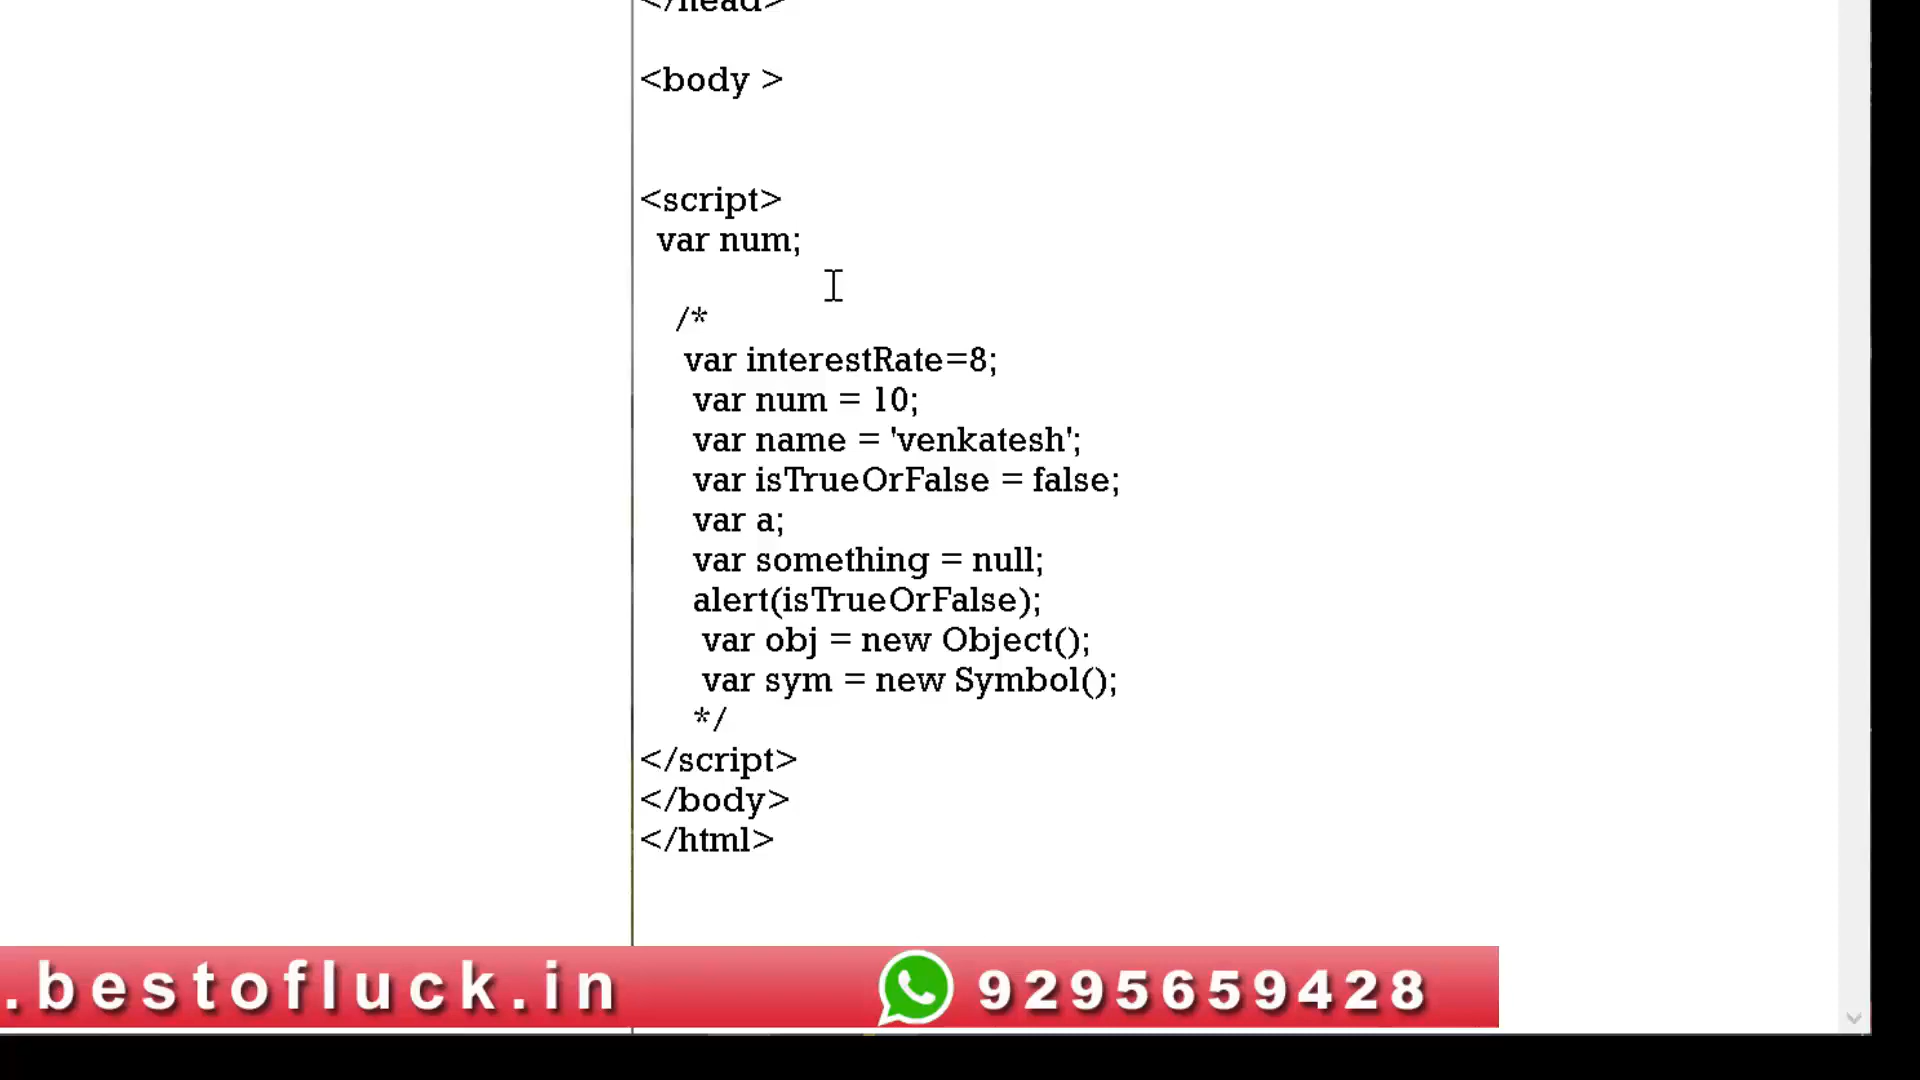 </head>
<body >
<script>
var num;
/*
var interestRate=8;
var num = 10;
var name = 'venkatesh';
var isTrueOrFalse = false;
var a;
var something = null;
alert(isTrueOrFalse);
var obj = new Object();
var sym = new Symbol();
*/
</script>
</body>
</html>
.bestofluck.in 9295659428